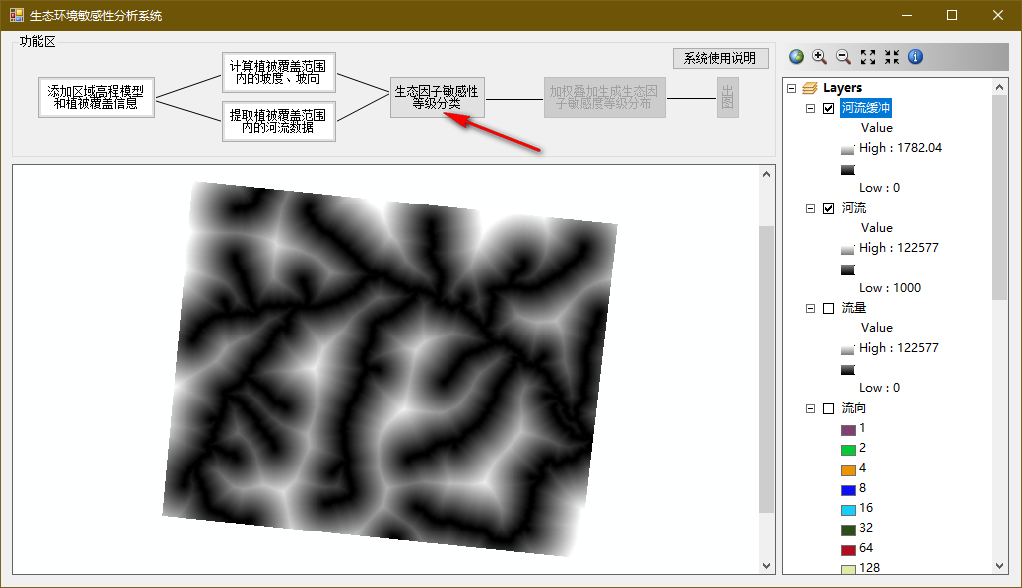 生态环境敏感性分析系统
功能区
添加区域高程模型
和植被覆盖信息
计算植被覆盖范围
内的坡度、坡向
提取植被覆盖范围
内的河流数据
生态因子敏感性
等级分类
加权叠加生成生态因
子敏感度等级分布
出
图
系统使用说明
Layers
河流缓冲
Value
High : 1782.04
Low : 0
河流
Value
High : 122577
Low : 1000
流量
Value
High : 122577
Low : 0
流向
1
2
4
8
16
32
64
128